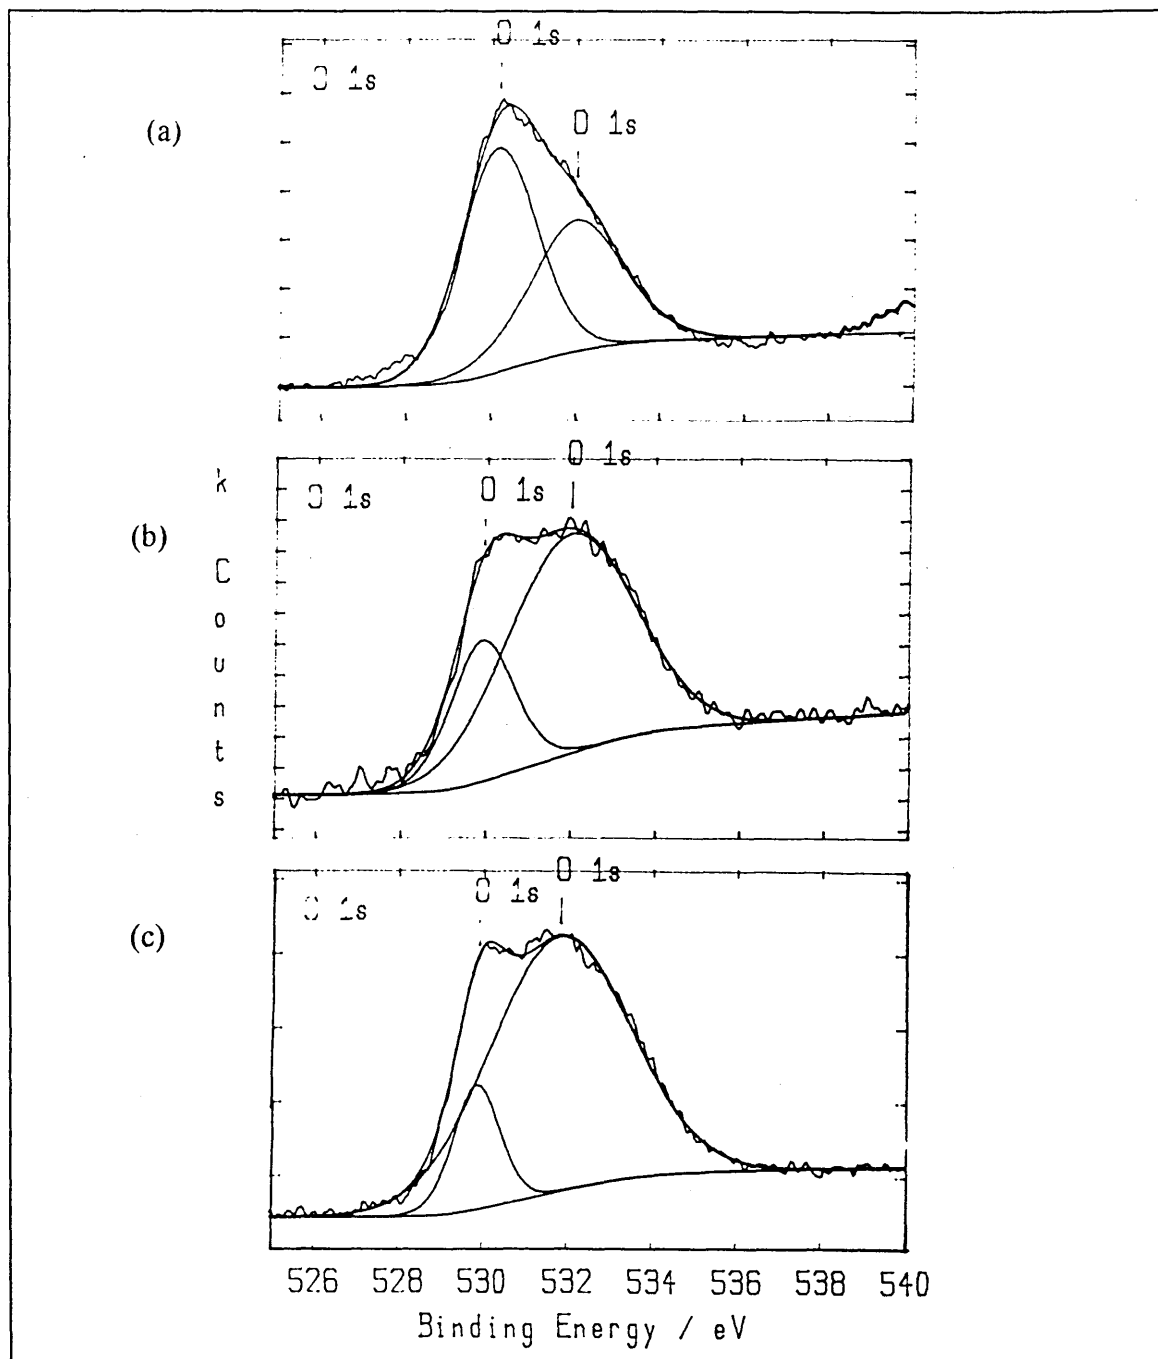 O 1s
O 1s
(a)
O 1s
O 1s
O 1s
O 1s
(b)
k Counts
O 1s
O 1s
O 1s
(c)
526 528 530 532 534 536 538 540
Binding Energy / eV